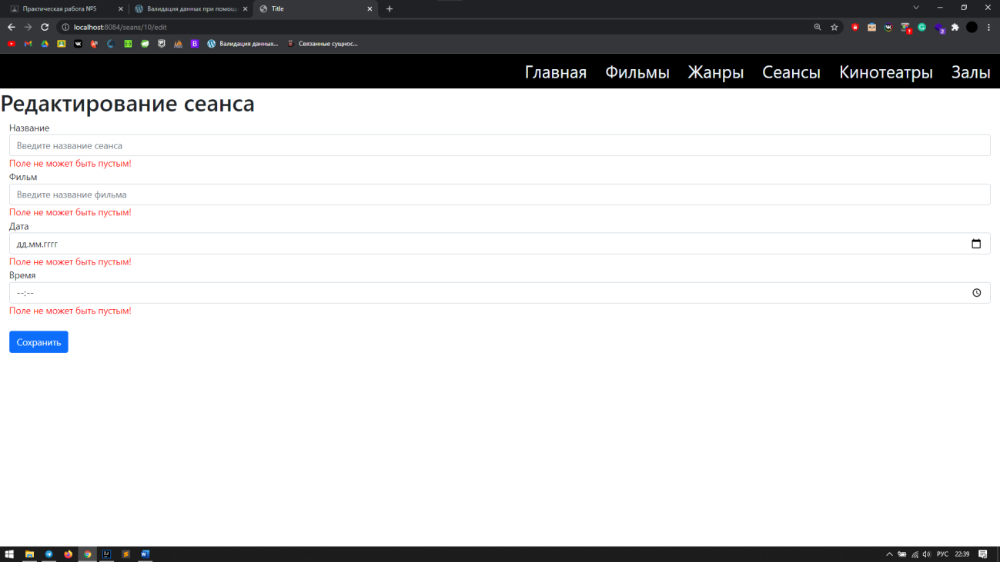 Практическая работа №5
Валидация данных при помощи
Title
localhost:8084/seans/10/edit
Валидация данных...
Связанные сущнос...
Главная Фильмы Жанры Сеансы Кинотеатры Залы
Редактирование сеанса
Название
Введите название сеанса
Поле не может быть пустым!
Фильм
Введите название фильма
Поле не может быть пустым!
Дата
дд.мм.гггг
Поле не может быть пустым!
Время
--:--
Поле не может быть пустым!
Сохранить
РУС 22:39